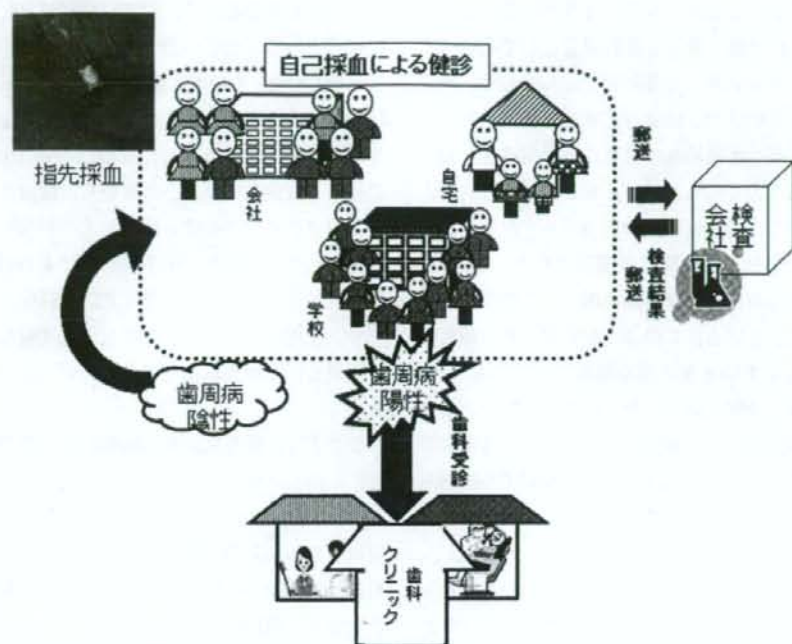 自己採血による健診
指先採血
会社
自宅
学校
郵送
検査
会社
検査結果
郵送
歯周病
陰性
歯周病
陽性
歯科受診
歯科
クリニック